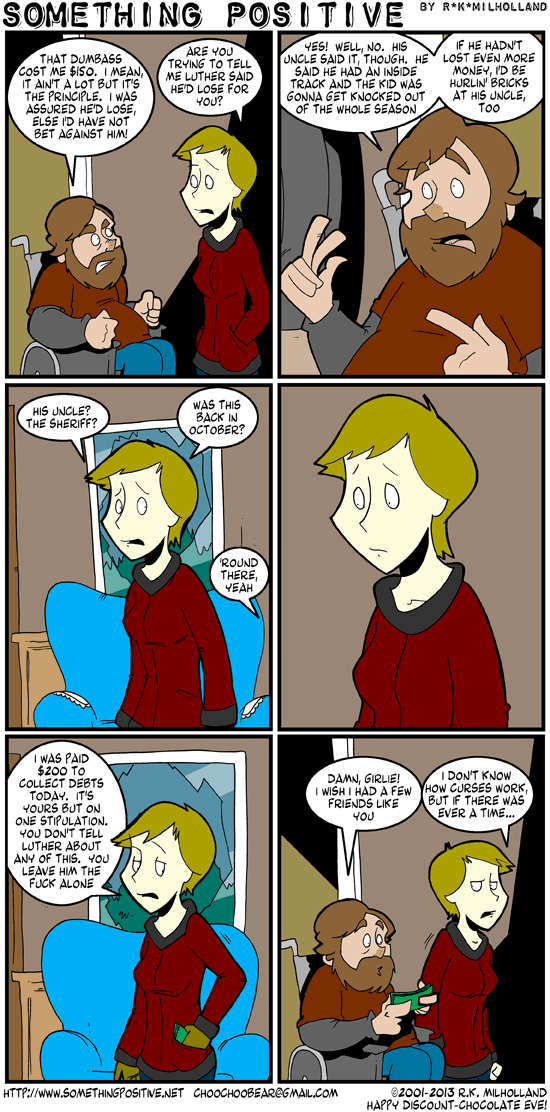 SOMETHING POSITIVE
BY R*K*MILHOLLAND
THAT DUMBASS
COST ME $150. I MEAN,
IT AIN'T A LOT BUT IT'S
THE PRINCIPLE. I WAS
ASSURED HE'D LOSE,
ELSE I'D HAVE NOT
BET AGAINST HIM!
ARE YOU
TRYING TO TELL
ME LUTHER SAID
HE'D LOSE FOR
YOU?
YES! WELL, NO. HIS
UNCLE SAID IT, THOUGH. HE
SAID HE HAD AN INSIDE
TRACK AND THE KID WAS
GONNA GET KNOCKED OUT
OF THE WHOLE SEASON
IF HE HADN'T
LOST EVEN MORE
MONEY, I'D BE
HURLIN' BRICKS
AT HIS UNCLE,
TOO
HIS UNCLE?
THE SHERIFF?
WAS THIS
BACK IN
OCTOBER?
'ROUND
THERE,
YEAH
I WAS PAID
$200 TO
COLLECT DEBTS
TODAY. IT'S
YOURS BUT ON
ONE STIPULATION.
YOU DON'T TELL
LUTHER ABOUT
ANY OF THIS. YOU
LEAVE HIM THE
FUCK ALONE
DAMN, GIRLIE!
I WISH I HAD A FEW
FRIENDS LIKE
YOU
I DON'T KNOW
HOW CURSES WORK,
BUT IF THERE WAS
EVER A TIME...
HTTP://WWW.SOMETHINGPOSITIVE.NET CHOOCHOOBEAR@GMAIL.COM
©2001-2013 R.K. MILHOLLAND
HAPPY DISCOUNT-CHOCOLATE EVE!